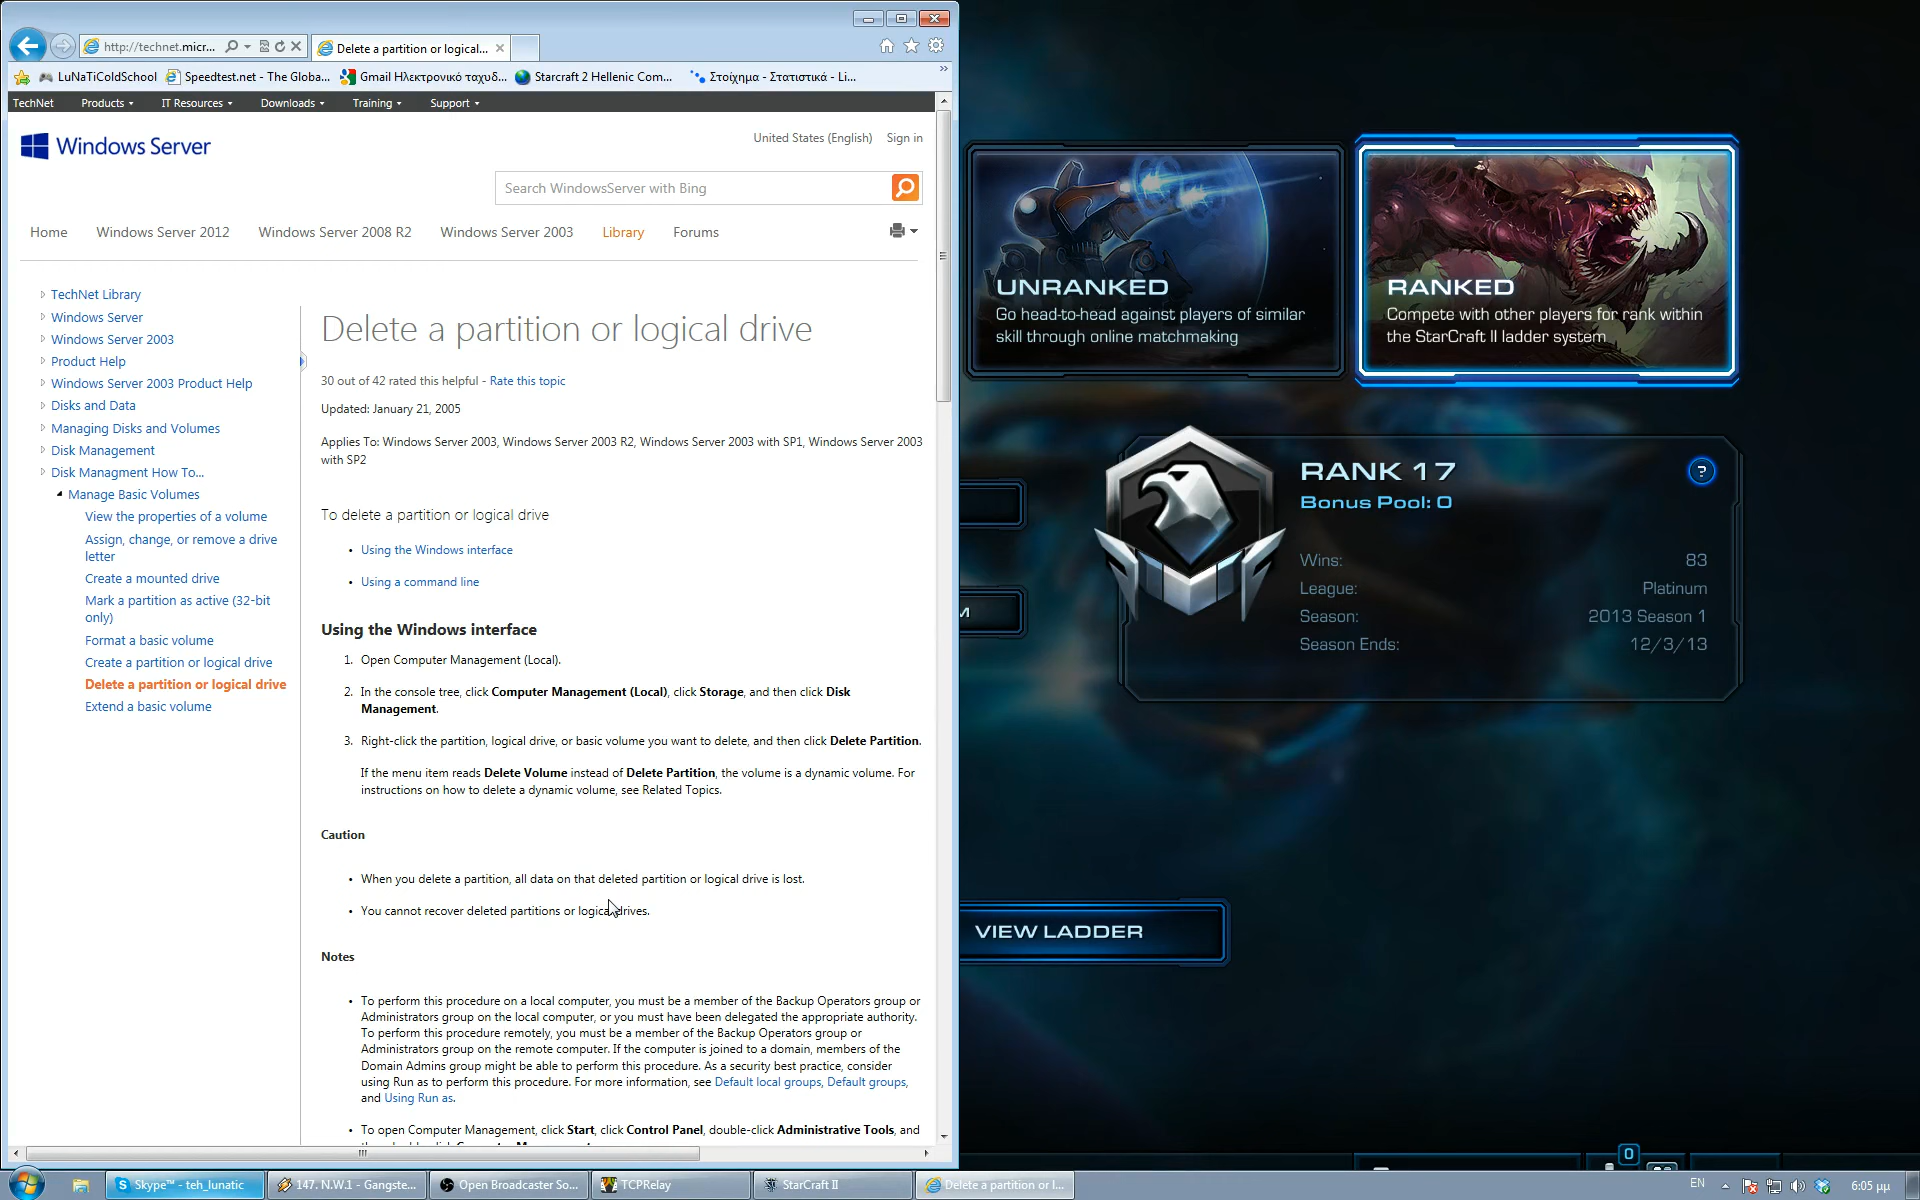 http://technet.micr...
Delete a partition or logical...
LuNaTiColdSchool
Speedtest.net - The Globa...
Gmail Ηλεκτρονικό ταχυδ...
Starcraft 2 Hellenic Com...
Στοίχημα - Στατιστικά - Li...
TechNet
Products
IT Resources
Downloads
Training
Support
Windows Server
United States (English)
Sign in
Search WindowsServer with Bing
Home
Windows Server 2012
Windows Server 2008 R2
Windows Server 2003
Library
Forums
TechNet Library
Windows Server
Windows Server 2003
Product Help
Windows Server 2003 Product Help
Disks and Data
Managing Disks and Volumes
Disk Management
Disk Managment How To...
Manage Basic Volumes
View the properties of a volume
Assign, change, or remove a drive
letter
Create a mounted drive
Mark a partition as active (32-bit
only)
Format a basic volume
Create a partition or logical drive
Delete a partition or logical drive
Extend a basic volume
Delete a partition or logical drive
30 out of 42 rated this helpful - Rate this topic
Updated: January 21, 2005
Applies To: Windows Server 2003, Windows Server 2003 R2, Windows Server 2003 with SP1, Windows Server 2003
with SP2
To delete a partition or logical drive
• Using the Windows interface
• Using a command line
Using the Windows interface
1. Open Computer Management (Local).
2. In the console tree, click Computer Management (Local), click Storage, and then click Disk
Management.
3. Right-click the partition, logical drive, or basic volume you want to delete, and then click Delete Partition.
If the menu item reads Delete Volume instead of Delete Partition, the volume is a dynamic volume. For
instructions on how to delete a dynamic volume, see Related Topics.
Caution
• When you delete a partition, all data on that deleted partition or logical drive is lost.
• You cannot recover deleted partitions or logical drives.
Notes
• To perform this procedure on a local computer, you must be a member of the Backup Operators group or
Administrators group on the local computer, or you must have been delegated the appropriate authority.
To perform this procedure remotely, you must be a member of the Backup Operators group or
Administrators group on the remote computer. If the computer is joined to a domain, members of the
Domain Admins group might be able to perform this procedure. As a security best practice, consider
using Run as to perform this procedure. For more information, see Default local groups, Default groups,
and Using Run as.
• To open Computer Management, click Start, click Control Panel, double-click Administrative Tools, and
UNRANKED
Go head-to-head against players of similar
skill through online matchmaking
RANKED
Compete with other players for rank within
the StarCraft II ladder system
RANK 17
?
Bonus Pool: 0
Wins: 83
League: Platinum
Season: 2013 Season 1
Season Ends: 12/3/13
M
VIEW LADDER
0
Skype™ - teh_lunatic
147. N.W.1 - Gangste...
Open Broadcaster So...
TCPRelay
StarCraft II
Delete a partition or l...
EN
6:05 μμ